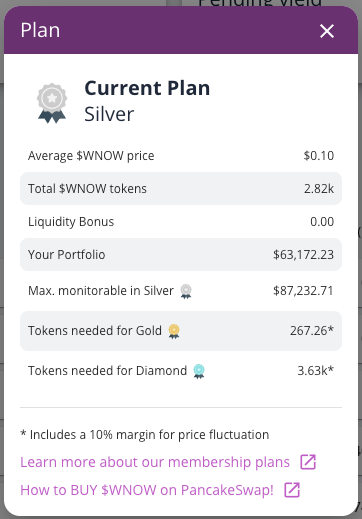 Pending yield
Plan
Current Plan
Silver
Average $WNOW price $0.10
Total $WNOW tokens 2.82k
Liquidity Bonus 0.00
Your Portfolio $63,172.23
Max. monitorable in Silver $87,232.71
Tokens needed for Gold 267.26*
Tokens needed for Diamond 3.63k*
* Includes a 10% margin for price fluctuation
Learn more about our membership plans
How to BUY $WNOW on PancakeSwap!